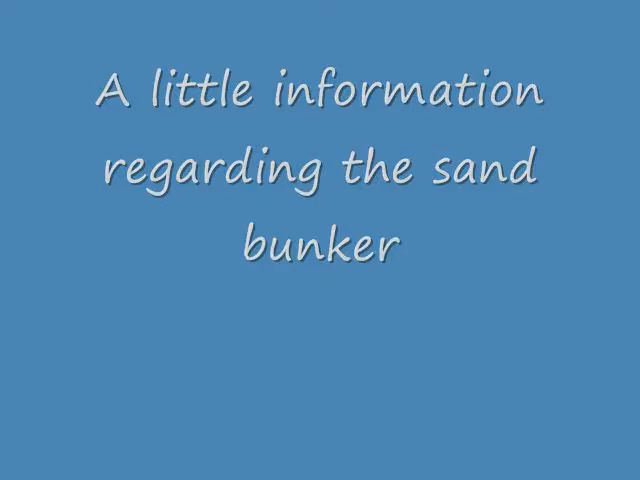 A little information
regarding the sand
bunker